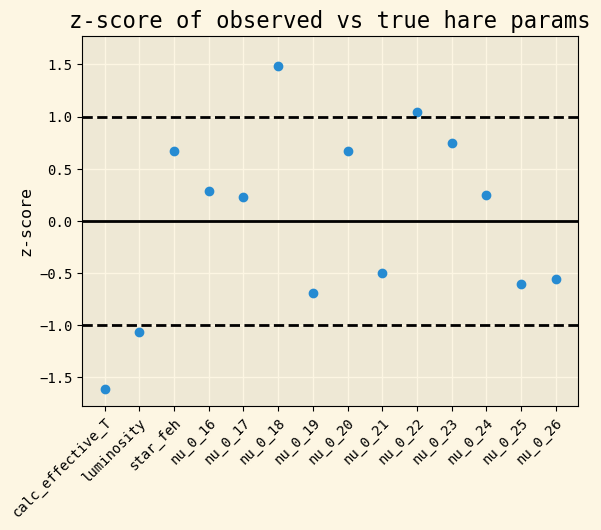 z-score of observed vs true hare params
z-score
1.5
1.0
0.5
0.0
−0.5
−1.0
−1.5
calc_effective_T
luminosity
star_feh
nu_0_16
nu_0_17
nu_0_18
nu_0_19
nu_0_20
nu_0_21
nu_0_22
nu_0_23
nu_0_24
nu_0_25
nu_0_26